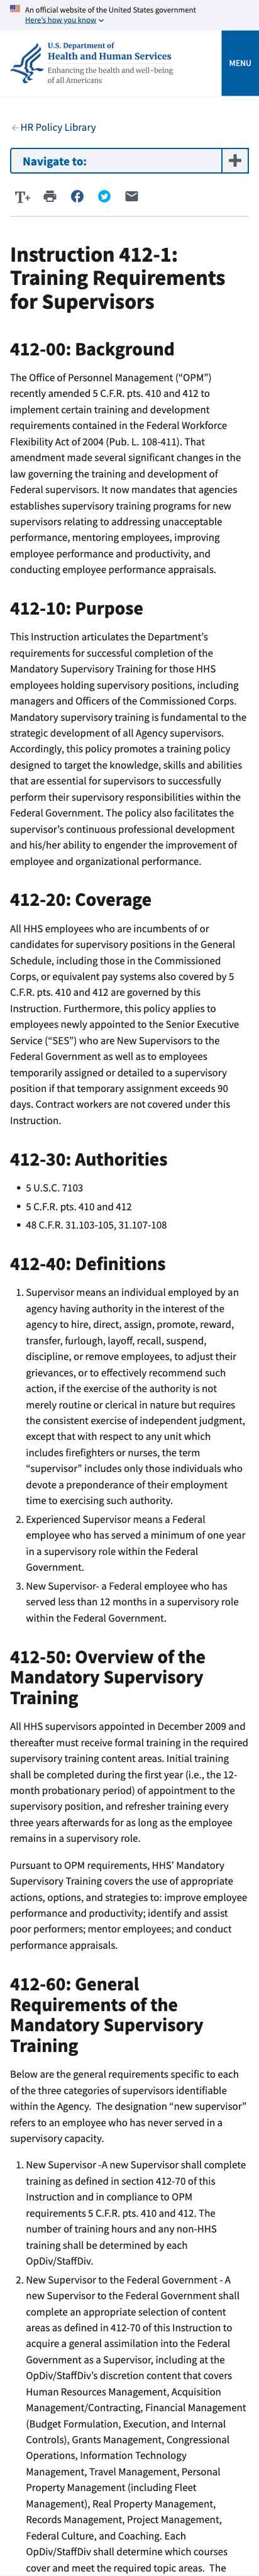 An official website of the United States government
Here's how you know
U.S. Department of
Health and Human Services
Enhancing the health and well-being
of all Americans
MENU
HR Policy Library
Navigate to:
T+
Instruction 412-1:
Training Requirements
for Supervisors
412-00: Background
The Office of Personnel Management (“OPM”)
recently amended 5 C.F.R. pts. 410 and 412 to
implement certain training and development
requirements contained in the Federal Workforce
Flexibility Act of 2004 (Pub. L. 108-411). That
amendment made several significant changes in the
law governing the training and development of
Federal supervisors. It now mandates that agencies
establishes supervisory training programs for new
supervisors relating to addressing unacceptable
performance, mentoring employees, improving
employee performance and productivity, and
conducting employee performance appraisals.
412-10: Purpose
This Instruction articulates the Department’s
requirements for successful completion of the
Mandatory Supervisory Training for those HHS
employees holding supervisory positions, including
managers and Officers of the Commissioned Corps.
Mandatory supervisory training is fundamental to the
strategic development of all Agency supervisors.
Accordingly, this policy promotes a training policy
designed to target the knowledge, skills and abilities
that are essential for supervisors to successfully
perform their supervisory responsibilities within the
Federal Government. The policy also facilitates the
supervisor’s continuous professional development
and his/her ability to engender the improvement of
employee and organizational performance.
412-20: Coverage
All HHS employees who are incumbents of or
candidates for supervisory positions in the General
Schedule, including those in the Commissioned
Corps, or equivalent pay systems also covered by 5
C.F.R. pts. 410 and 412 are governed by this
Instruction. Furthermore, this policy applies to
employees newly appointed to the Senior Executive
Service (“SES”) who are New Supervisors to the
Federal Government as well as to employees
temporarily assigned or detailed to a supervisory
position if that temporary assignment exceeds 90
days. Contract workers are not covered under this
Instruction.
412-30: Authorities
• 5 U.S.C. 7103
• 5 C.F.R. pts. 410 and 412
• 48 C.F.R. 31.103-105, 31.107-108
412-40: Definitions
1. Supervisor means an individual employed by an
agency having authority in the interest of the
agency to hire, direct, assign, promote, reward,
transfer, furlough, layoff, recall, suspend,
discipline, or remove employees, to adjust their
grievances, or to effectively recommend such
action, if the exercise of the authority is not
merely routine or clerical in nature but requires
the consistent exercise of independent judgment,
except that with respect to any unit which
includes firefighters or nurses, the term
“supervisor” includes only those individuals who
devote a preponderance of their employment
time to exercising such authority.
2. Experienced Supervisor means a Federal
employee who has served a minimum of one year
in a supervisory role within the Federal
Government.
3. New Supervisor- a Federal employee who has
served less than 12 months in a supervisory role
within the Federal Government.
412-50: Overview of the
Mandatory Supervisory
Training
All HHS supervisors appointed in December 2009 and
thereafter must receive formal training in the required
supervisory training content areas. Initial training
shall be completed during the first year (i.e., the 12-
month probationary period) of appointment to the
supervisory position, and refresher training every
three years afterwards for as long as the employee
remains in a supervisory role.
Pursuant to OPM requirements, HHS’ Mandatory
Supervisory Training covers the use of appropriate
actions, options, and strategies to: improve employee
performance and productivity; identify and assist
poor performers; mentor employees; and conduct
performance appraisals.
412-60: General
Requirements of the
Mandatory Supervisory
Training
Below are the general requirements specific to each
of the three categories of supervisors identifiable
within the Agency. The designation “new supervisor”
refers to an employee who has never served in a
supervisory capacity.
1. New Supervisor -A new Supervisor shall complete
training as defined in section 412-70 of this
Instruction and in compliance to OPM
requirements 5 C.F.R. pts. 410 and 412. The
number of training hours and any non-HHS
training shall be determined by each
OpDiv/StaffDiv.
2. New Supervisor to the Federal Government - A
new Supervisor to the Federal Government shall
complete an appropriate selection of content
areas as defined in 412-70 of this Instruction to
acquire a general assimilation into the Federal
Government as a Supervisor, including at the
OpDiv/StaffDiv’s discretion content that covers
Human Resources Management, Acquisition
Management/Contracting, Financial Management
(Budget Formulation, Execution, and Internal
Controls), Grants Management, Congressional
Operations, Information Technology
Management, Travel Management, Personal
Property Management (including Fleet
Management), Real Property Management,
Records Management, Project Management,
Federal Culture, and Coaching. Each
OpDiv/StaffDiv shall determine which courses
cover and meet the required topic areas. The